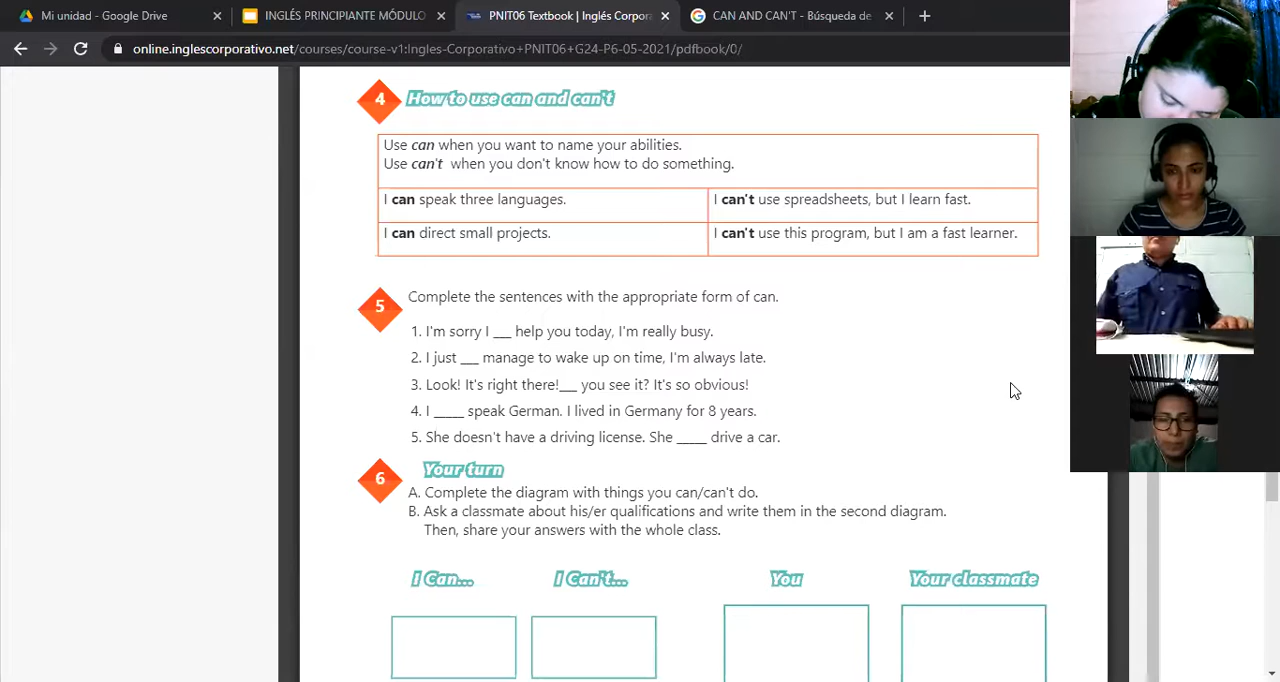 Mi unidad - Google Drive
INGLÉS PRINCIPIANTE MÓDULO
PNIT06 Textbook | Inglés Corpora
CAN AND CAN'T - Búsqueda de
online.inglescorporativo.net/courses/course-v1:Ingles-Corporativo+PNIT06+G24-P6-05-2021/pdfbook/0/
4 How to use can and can't
Use can when you want to name your abilities.
Use can't when you don't know how to do something.
I can speak three languages.
I can't use spreadsheets, but I learn fast.
I can direct small projects.
I can't use this program, but I am a fast learner.
5 Complete the sentences with the appropriate form of can.
1. I'm sorry I ___ help you today, I'm really busy.
2. I just ___ manage to wake up on time, I'm always late.
3. Look! It's right there!___ you see it? It's so obvious!
4. I _____ speak German. I lived in Germany for 8 years.
5. She doesn't have a driving license. She _____ drive a car.
6 Your turn
A. Complete the diagram with things you can/can't do.
B. Ask a classmate about his/er qualifications and write them in the second diagram.
Then, share your answers with the whole class.
I Can...
I Can't...
You
Your classmate